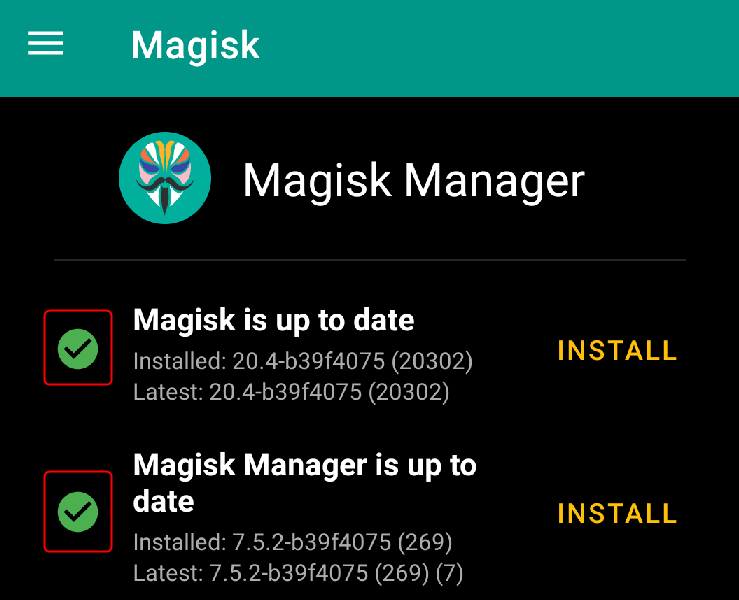 Magisk
Magisk Manager
Magisk is up to date
Installed: 20.4-b39f4075 (20302)
Latest: 20.4-b39f4075 (20302)
INSTALL
Magisk Manager is up to
date
Installed: 7.5.2-b39f4075 (269)
Latest: 7.5.2-b39f4075 (269) (7)
INSTALL